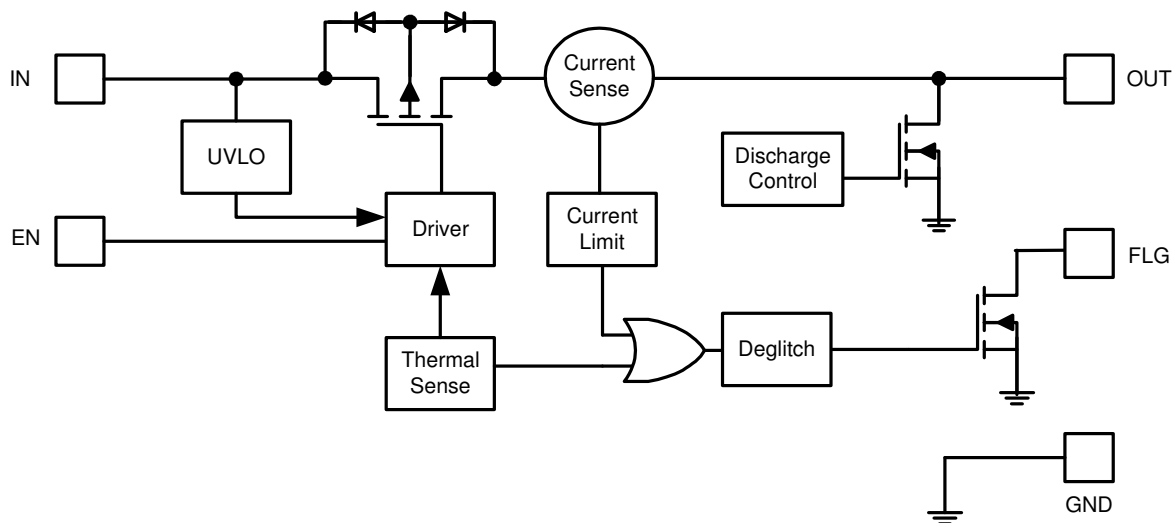 IN
Current
Sense
OUT
UVLO
Discharge
Control
EN
Driver
Current
Limit
FLG
Thermal
Sense
Deglitch
GND